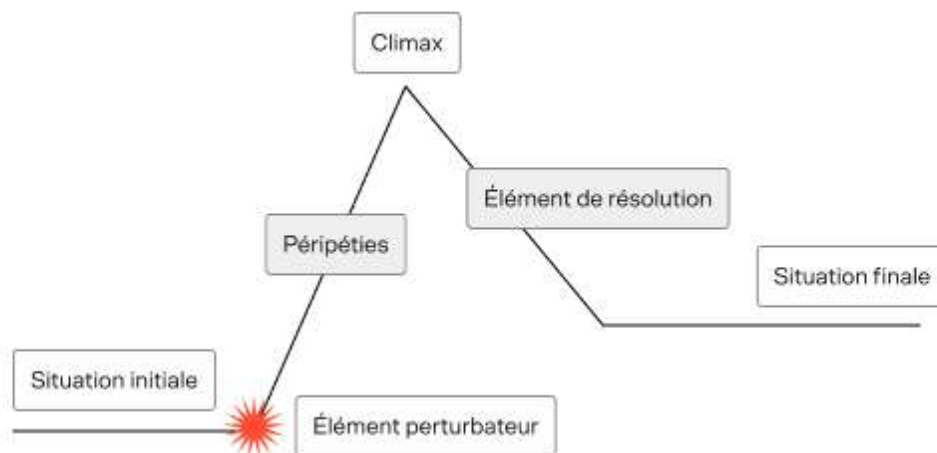 Climax
Élément de résolution
Péripéties
Situation finale
Situation initiale
Élément perturbateur